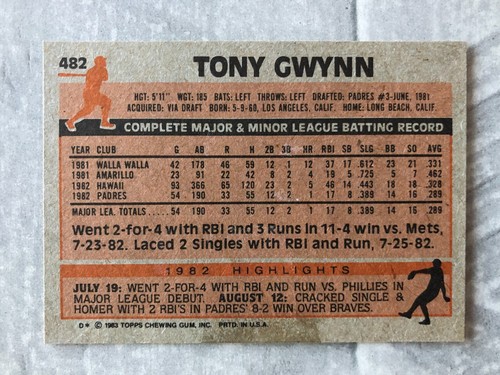 482 TONY GWYNN
HGT: 5'11" WGT: 185 BATS: LEFT THROWS: LEFT DRAFTED: PADRES #3-JUNE, 1981
ACQUIRED: VIA DRAFT BORN: 5-9-60, LOS ANGELES, CALIF. HOME: LONG BEACH, CALIF.
COMPLETE MAJOR & MINOR LEAGUE BATTING RECORD
YEAR CLUB G AB R H 2B 3B HR RBI SB SLG BB SO AVG
1981 WALLA WALLA 42 178 46 59 12 1 12 37 17 .612 23 21 .331
1981 AMARILLO 23 91 22 42 8 2 4 19 5 .725 5 7 .462
1982 HAWAII 93 366 65 120 23 2 5 46 14 .443 18 18 .328
1982 PADRES 54 190 33 55 12 2 1 17 8 .389 14 16 .289
MAJOR LEA. TOTALS ..... 54 190 33 55 12 2 1 17 8 .389 14 16 .289
Went 2-for-4 with RBI and 3 Runs in 11-4 win vs. Mets,
7-23-82. Laced 2 Singles with RBI and Run, 7-25-82.
1982 HIGHLIGHTS
JULY 19: WENT 2-FOR-4 WITH RBI AND RUN VS. PHILLIES IN
MAJOR LEAGUE DEBUT. AUGUST 12: CRACKED SINGLE &
HOMER WITH 2 RBI'S IN PADRES' 8-2 WIN OVER BRAVES.
D* © 1983 TOPPS CHEWING GUM, INC. PRTD. IN U.S.A.